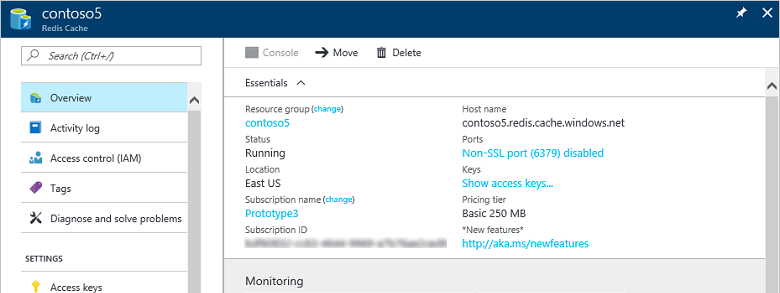 contoso5
Redis Cache
Search (Ctrl+/)
Overview
Activity log
Access control (IAM)
Tags
Diagnose and solve problems
SETTINGS
Access keys
Console Move Delete
Essentials
Resource group (change)
contoso5
Status
Running
Location
East US
Subscription name (change)
Prototype3
Subscription ID
Host name
contoso5.redis.cache.windows.net
Ports
Non-SSL port (6379) disabled
Keys
Show access keys...
Pricing tier
Basic 250 MB
*New features*
http://aka.ms/newfeatures
Monitoring